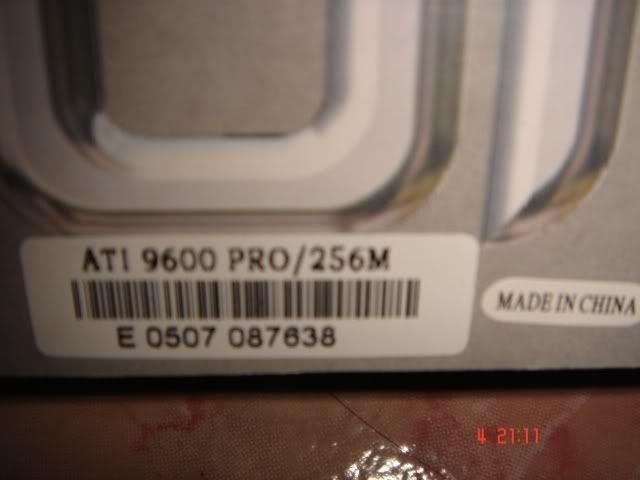 ATI 9600 PRO/256M
E 0507 087638
MADE IN CHINA
4 21:11